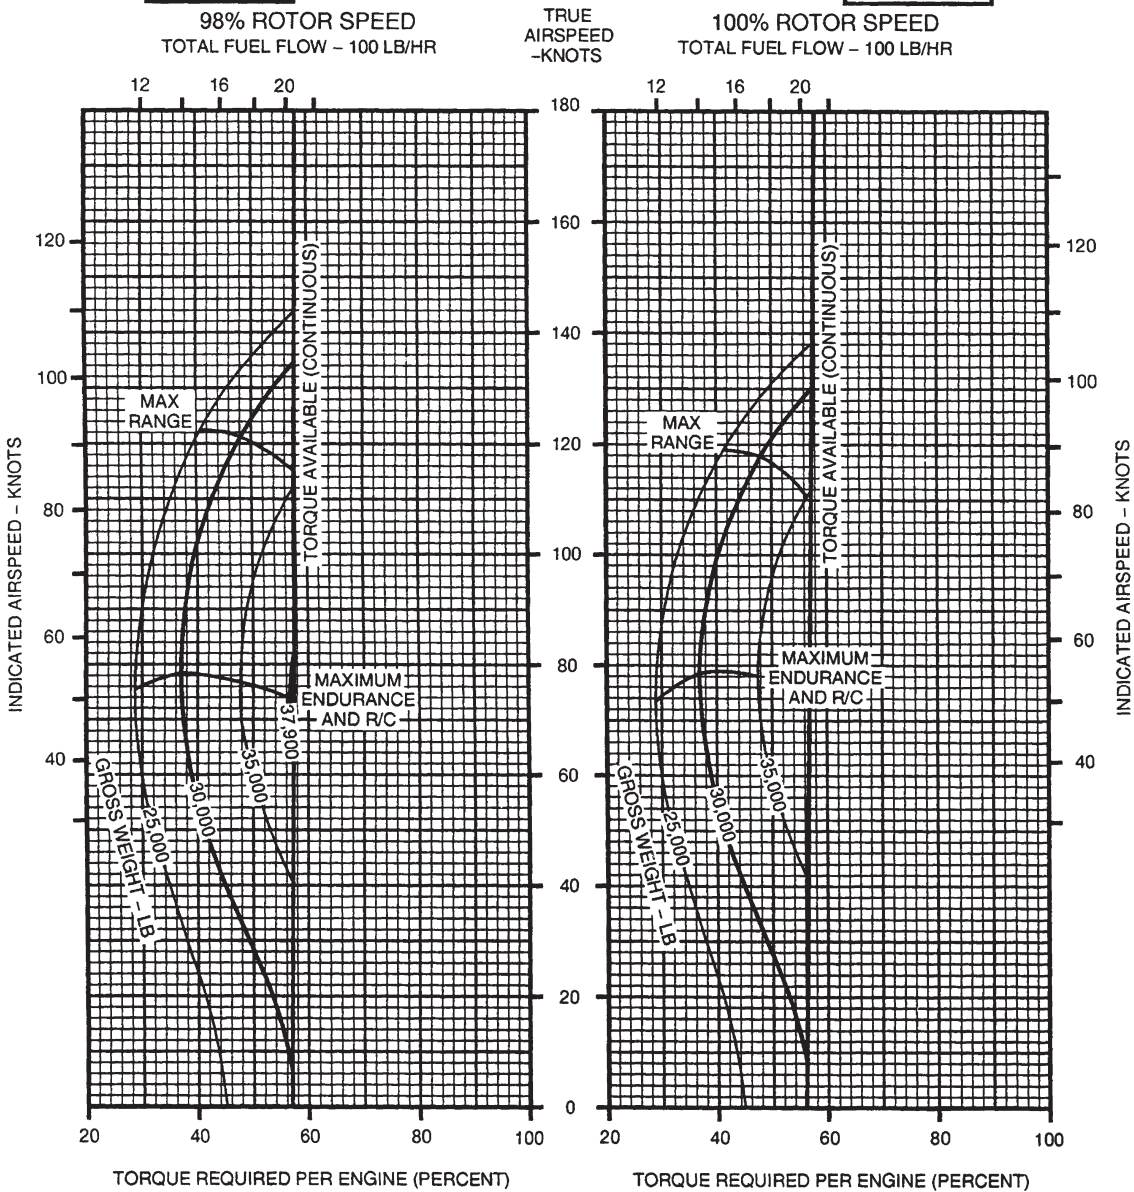 98% ROTOR SPEED
TOTAL FUEL FLOW – 100 LB/HR
TRUE
AIRSPEED
–KNOTS
100% ROTOR SPEED
TOTAL FUEL FLOW – 100 LB/HR
12 16 20
12 16 20
180
160
140
120
100
80
60
40
20
0
120
100
80
60
40
INDICATED AIRSPEED – KNOTS
MAX
RANGE
TORQUE AVAILABLE (CONTINUOUS)
MAXIMUM
ENDURANCE
AND R/C
37,900
35,000
30,000
25,000
GROSS WEIGHT – LB
20 40 60 80 100
TORQUE REQUIRED PER ENGINE (PERCENT)
MAX
RANGE
TORQUE AVAILABLE (CONTINUOUS)
MAXIMUM
ENDURANCE
AND R/C
35,000
30,000
25,000
GROSS WEIGHT – LB
120
100
80
60
40
INDICATED AIRSPEED – KNOTS
20 40 60 80 100
TORQUE REQUIRED PER ENGINE (PERCENT)